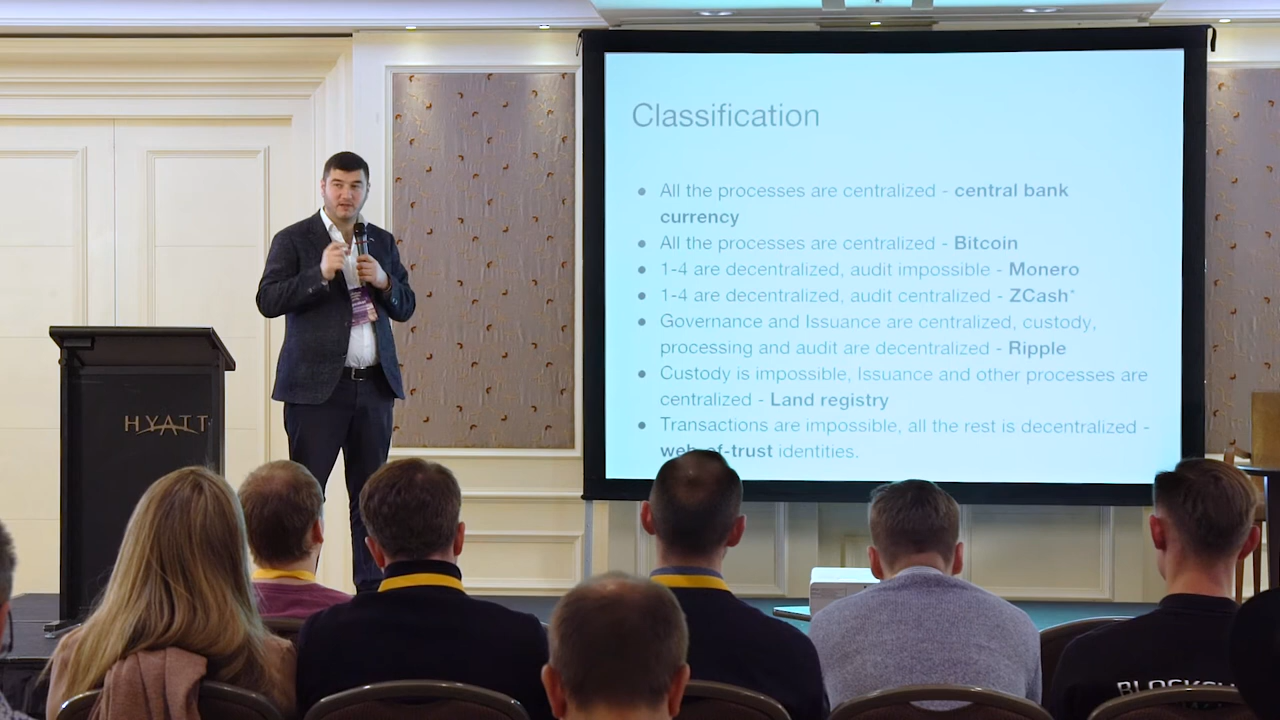 Classification
All the processes are centralized - central bank
currency
All the processes are centralized - Bitcoin
1-4 are decentralized, audit impossible - Monero
1-4 are decentralized, audit centralized - ZCash*
Governance and Issuance are centralized, custody,
processing and audit are decentralized - Ripple
Custody is impossible, Issuance and other processes are
centralized - Land registry
Transactions are impossible, all the rest is decentralized -
web-of-trust identities.
HYATT